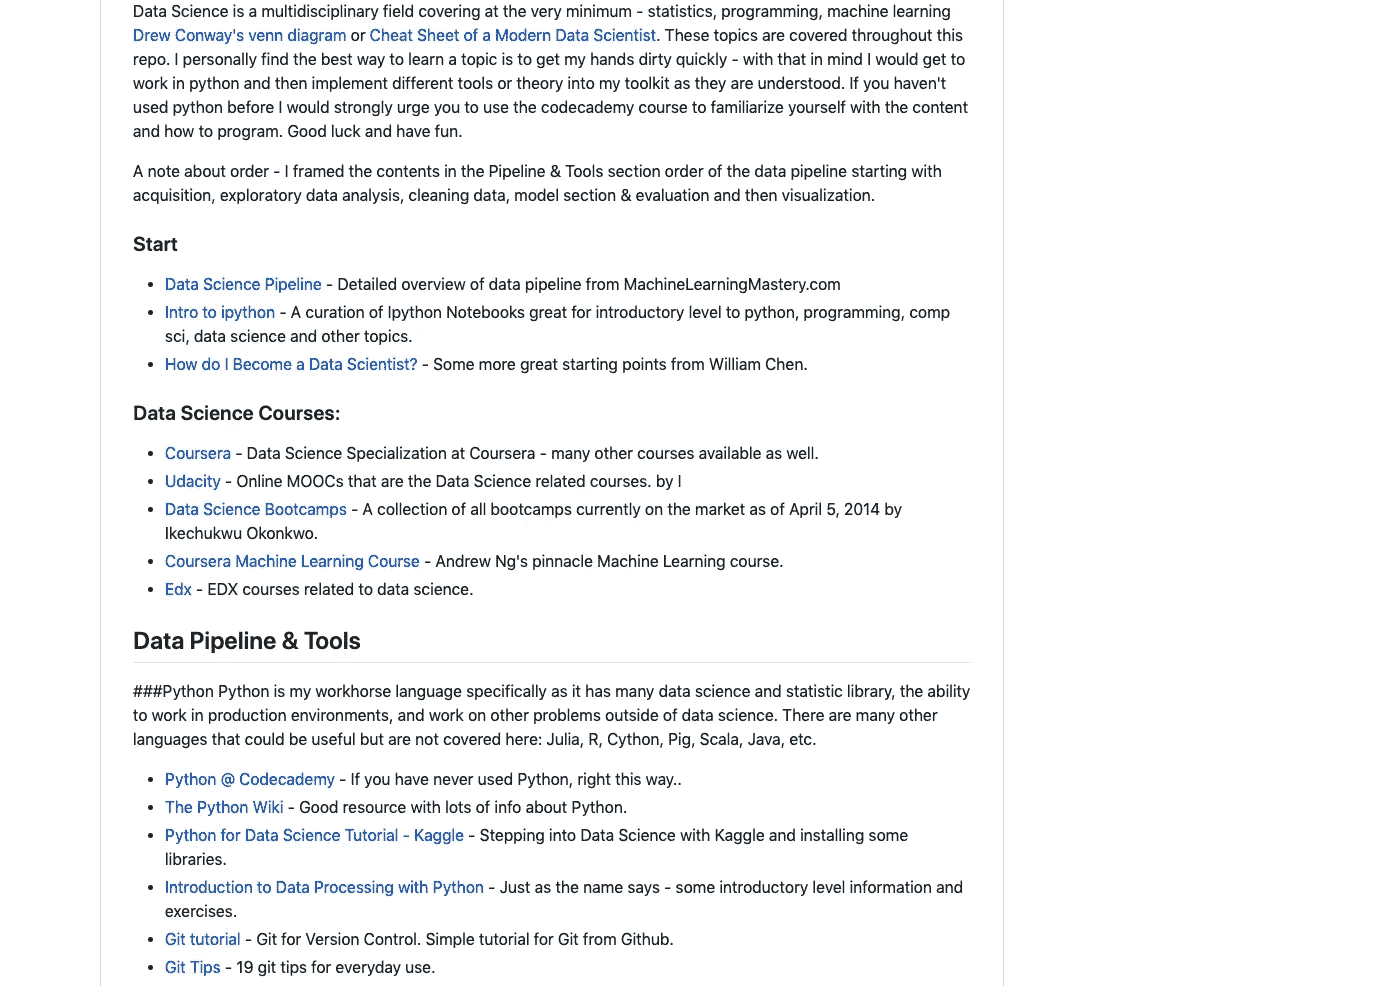 Data Science is a multidisciplinary field covering at the very minimum - statistics, programming, machine learning
Drew Conway's venn diagram or Cheat Sheet of a Modern Data Scientist. These topics are covered throughout this
repo. I personally find the best way to learn a topic is to get my hands dirty quickly - with that in mind I would get to
work in python and then implement different tools or theory into my toolkit as they are understood. If you haven't
used python before I would strongly urge you to use the codecademy course to familiarize yourself with the content
and how to program. Good luck and have fun.
A note about order - I framed the contents in the Pipeline & Tools section order of the data pipeline starting with
acquisition, exploratory data analysis, cleaning data, model section & evaluation and then visualization.
Start
• Data Science Pipeline - Detailed overview of data pipeline from MachineLearningMastery.com
• Intro to ipython - A curation of Ipython Notebooks great for introductory level to python, programming, comp
sci, data science and other topics.
• How do I Become a Data Scientist? - Some more great starting points from William Chen.
Data Science Courses:
• Coursera - Data Science Specialization at Coursera - many other courses available as well.
• Udacity - Online MOOCs that are the Data Science related courses. by I
• Data Science Bootcamps - A collection of all bootcamps currently on the market as of April 5, 2014 by
Ikechukwu Okonkwo.
• Coursera Machine Learning Course - Andrew Ng's pinnacle Machine Learning course.
• Edx - EDX courses related to data science.
Data Pipeline & Tools
###Python Python is my workhorse language specifically as it has many data science and statistic library, the ability
to work in production environments, and work on other problems outside of data science. There are many other
languages that could be useful but are not covered here: Julia, R, Cython, Pig, Scala, Java, etc.
• Python @ Codecademy - If you have never used Python, right this way..
• The Python Wiki - Good resource with lots of info about Python.
• Python for Data Science Tutorial - Kaggle - Stepping into Data Science with Kaggle and installing some
libraries.
• Introduction to Data Processing with Python - Just as the name says - some introductory level information and
exercises.
• Git tutorial - Git for Version Control. Simple tutorial for Git from Github.
• Git Tips - 19 git tips for everyday use.